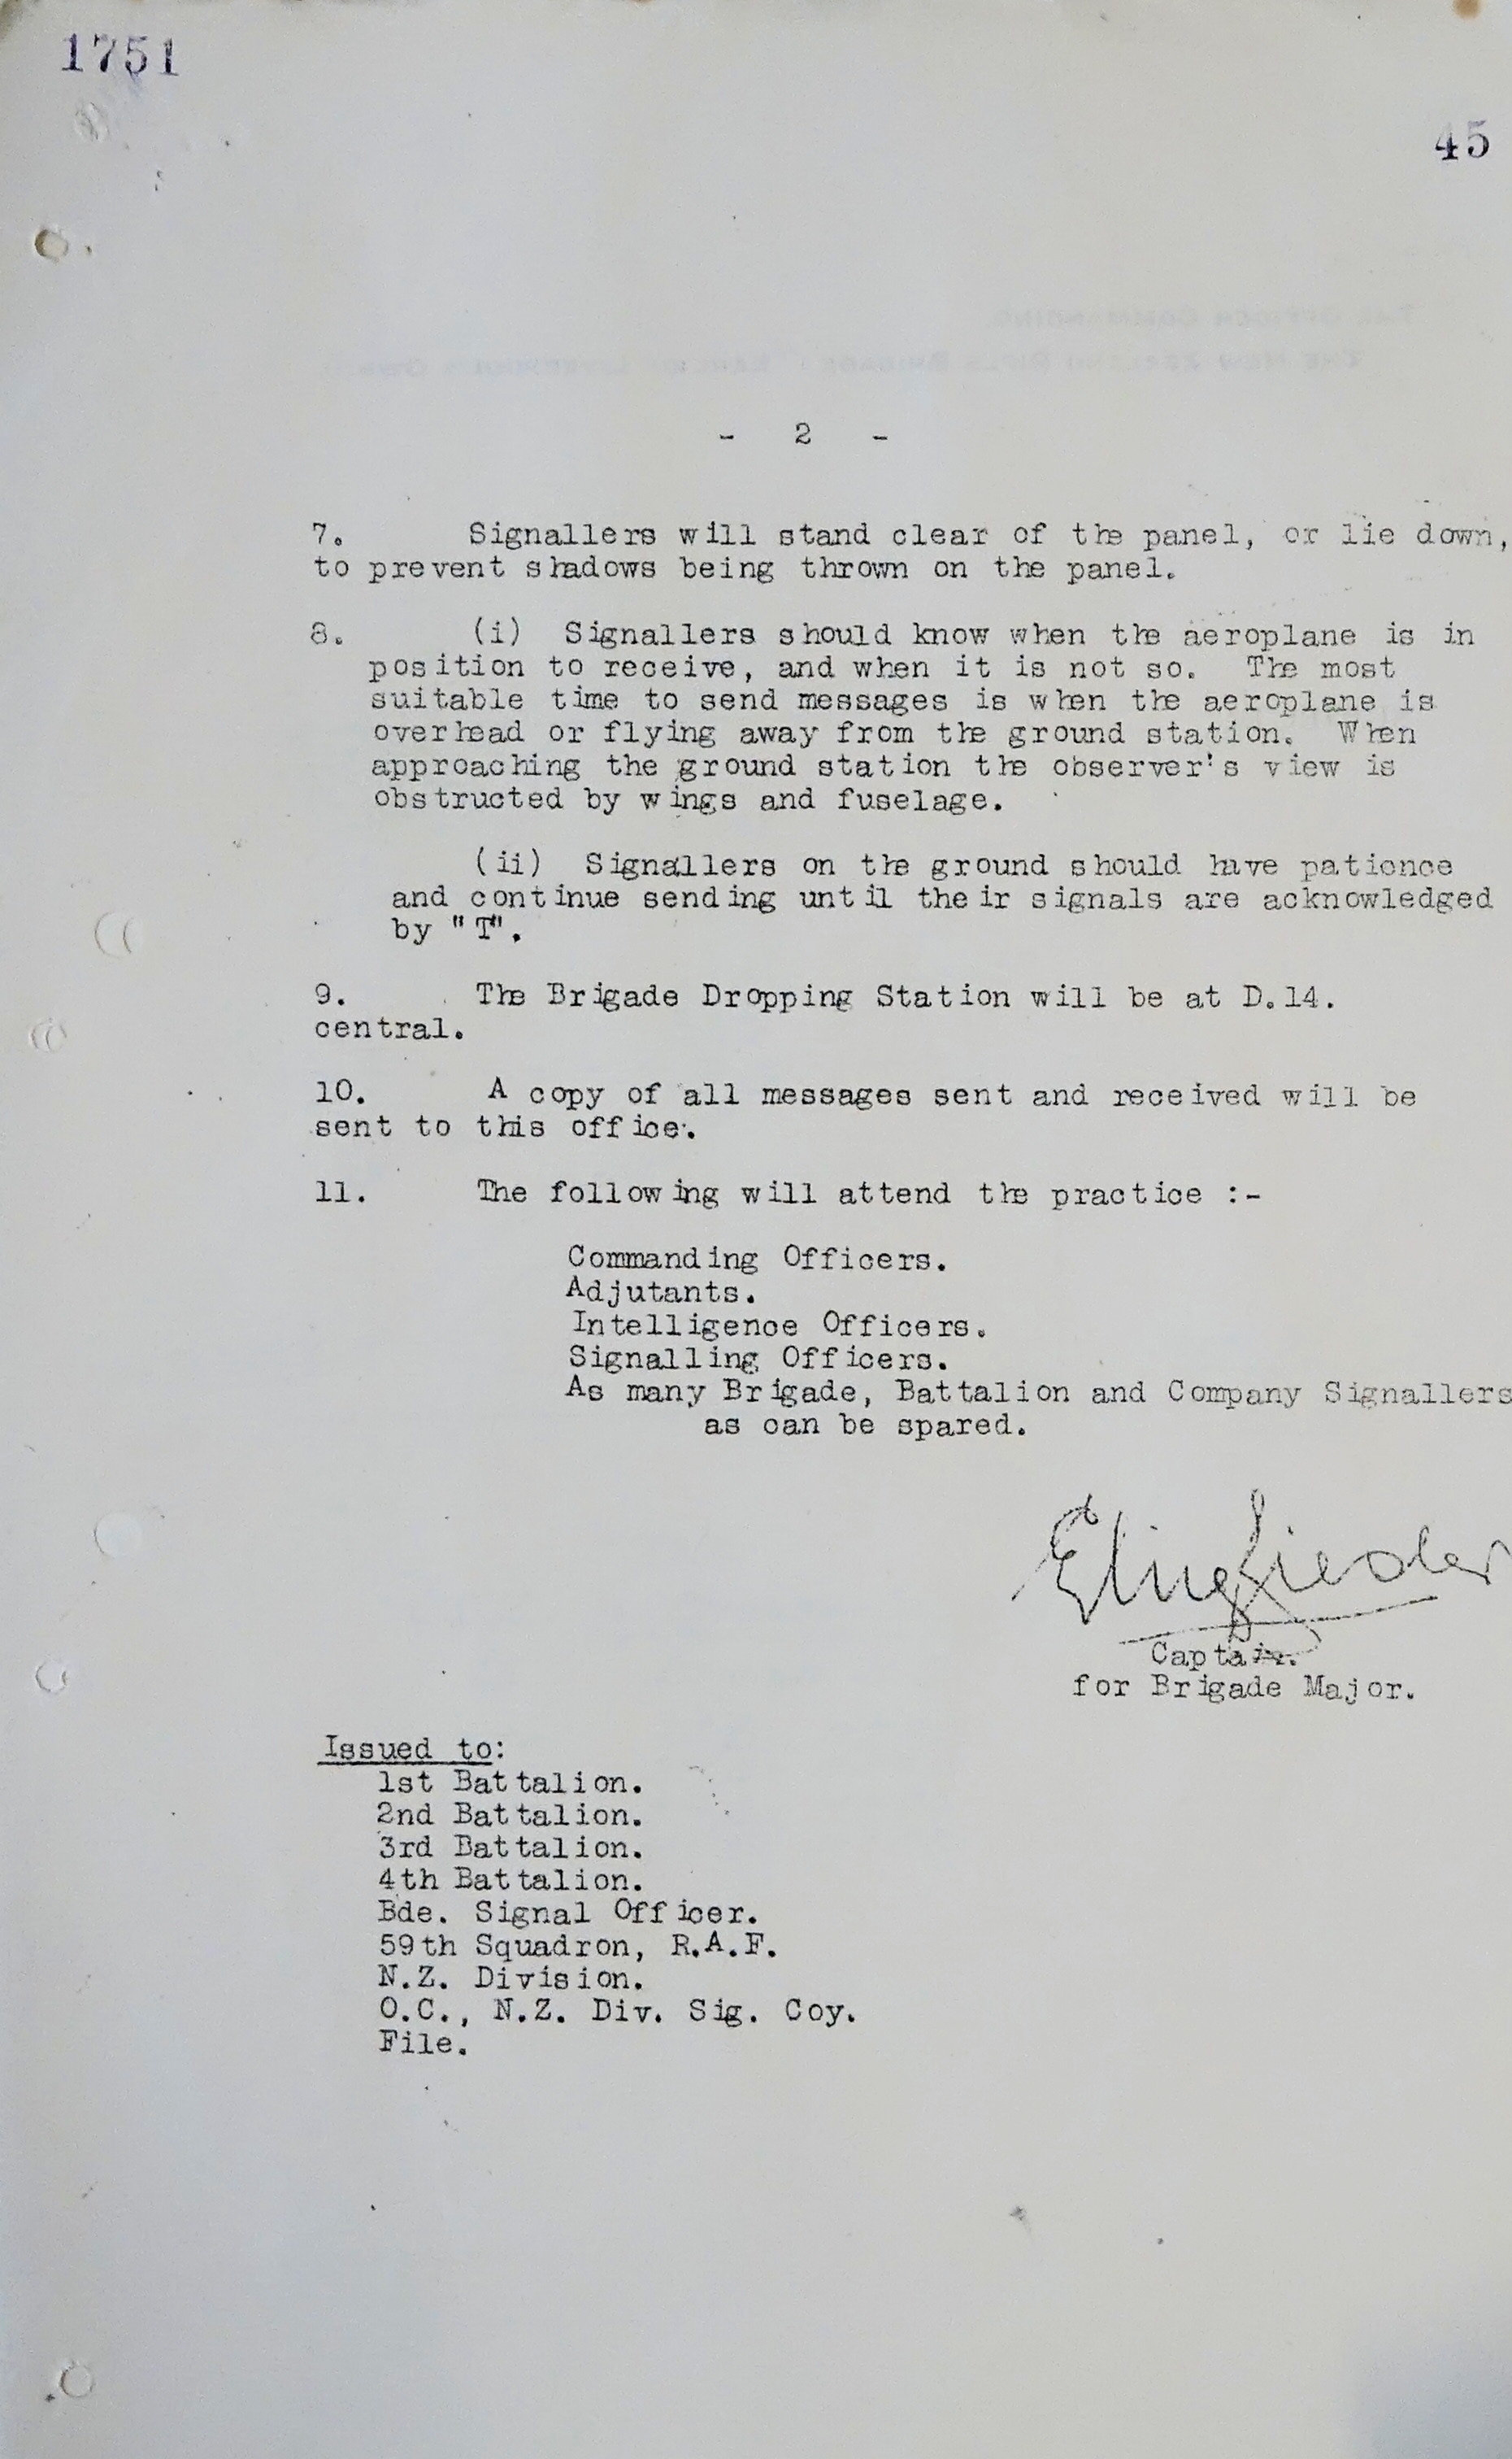 1751
45
- 2 -
7. Signallers will stand clear of the panel, or lie down,
to prevent shadows being thrown on the panel.
8. (i) Signallers should know when the aeroplane is in
position to receive, and when it is not so. The most
suitable time to send messages is when the aeroplane is
overhead or flying away from the ground station. When
approaching the ground station the observer's view is
obstructed by wings and fuselage.
(ii) Signallers on the ground should have patience
and continue sending until their signals are acknowledged
by "T".
9. The Brigade Dropping Station will be at D.14.
central.
10. A copy of all messages sent and received will be
sent to this office.
11. The following will attend the practice :-
Commanding Officers.
Adjutants.
Intelligence Officers.
Signalling Officers.
As many Brigade, Battalion and Company Signallers
as can be spared.
Captain.
for Brigade Major.
Issued to:
1st Battalion.
2nd Battalion.
3rd Battalion.
4th Battalion.
Bde. Signal Officer.
59th Squadron, R.A.F.
N.Z. Division.
O.C., N.Z. Div. Sig. Coy.
File.